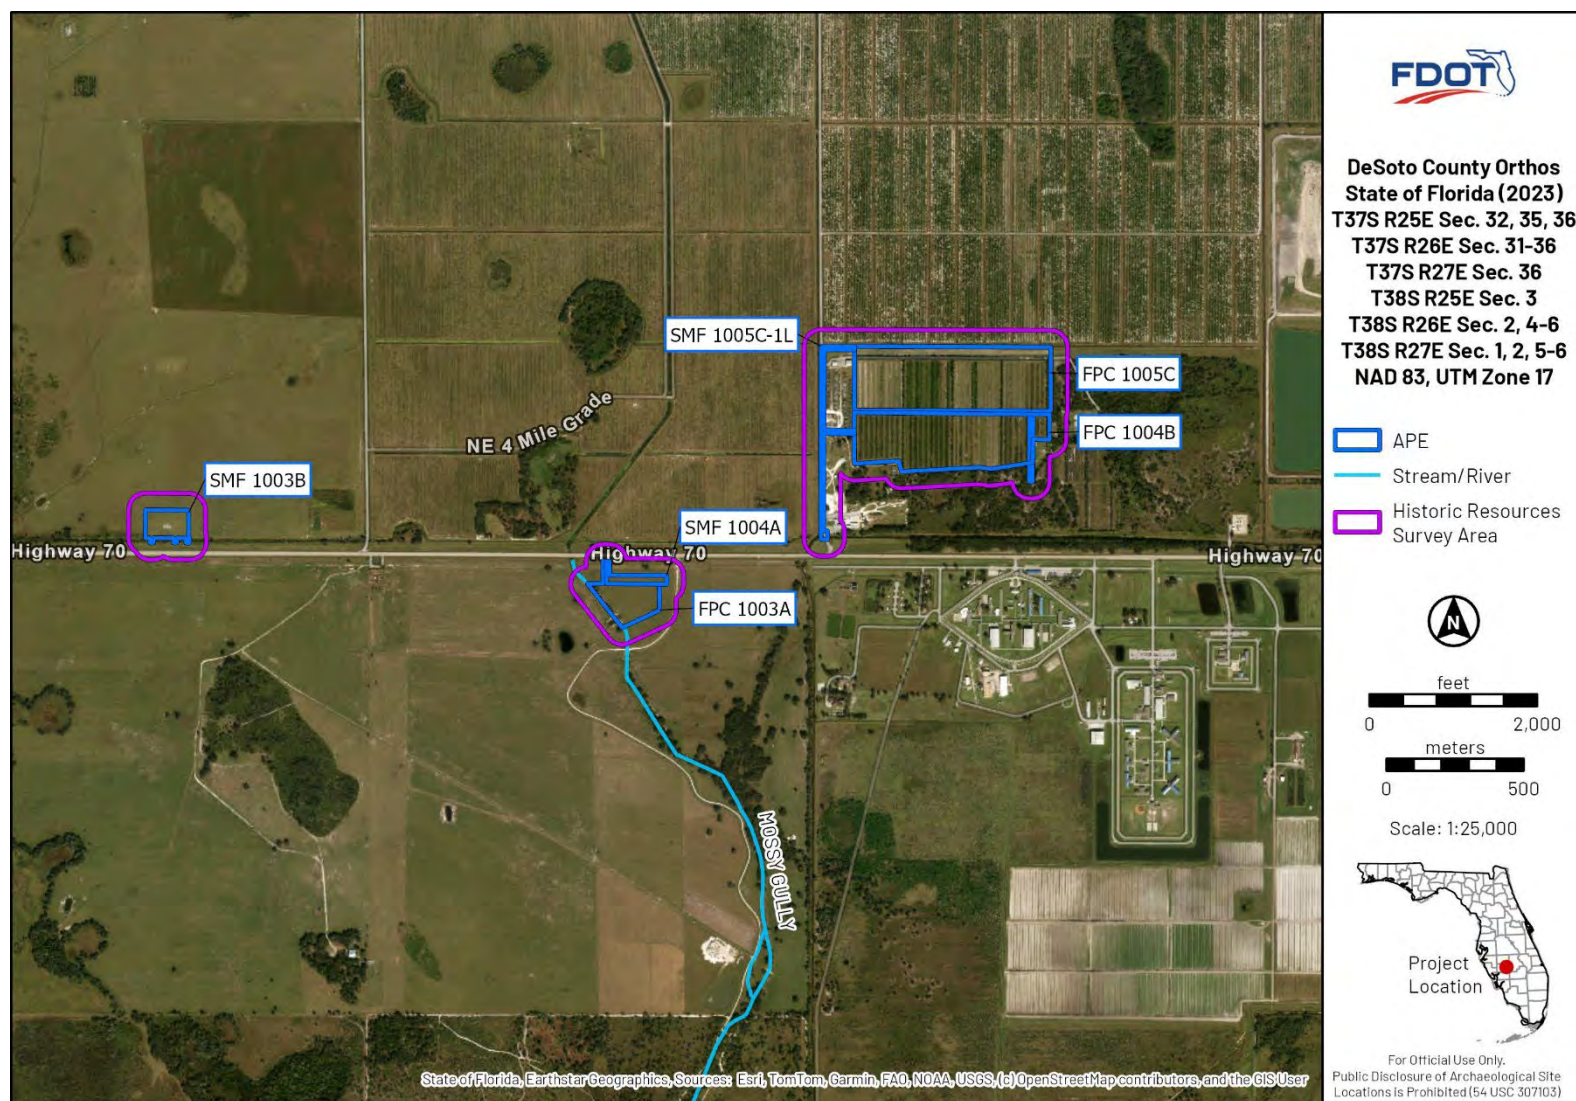 SMF 1005C-1L
FPC 1005C
FPC 1004B
NE 4 Mile Grade
SMF 1003B
SMF 1004A
Highway 70
Highway 70
Highway 70
FPC 1003A
MOSSY GULLY
State of Florida, Earthstar Geographics, Sources: Esri, TomTom, Garmin, FAO, NOAA, USGS, (c) OpenStreetMap contributors, and the GIS User
FDOT
DeSoto County Orthos
State of Florida (2023)
T37S R25E Sec. 32, 35, 36
T37S R26E Sec. 31-36
T37S R27E Sec. 36
T38S R25E Sec. 3
T38S R26E Sec. 2, 4-6
T38S R27E Sec. 1, 2, 5-6
NAD 83, UTM Zone 17
APE
Stream/River
Historic Resources
Survey Area
N
feet
0 2,000
meters
0 500
Scale: 1:25,000
Project
Location
For Official Use Only.
Public Disclosure of Archaeological Site
Locations is Prohibited (54 USC 307103)